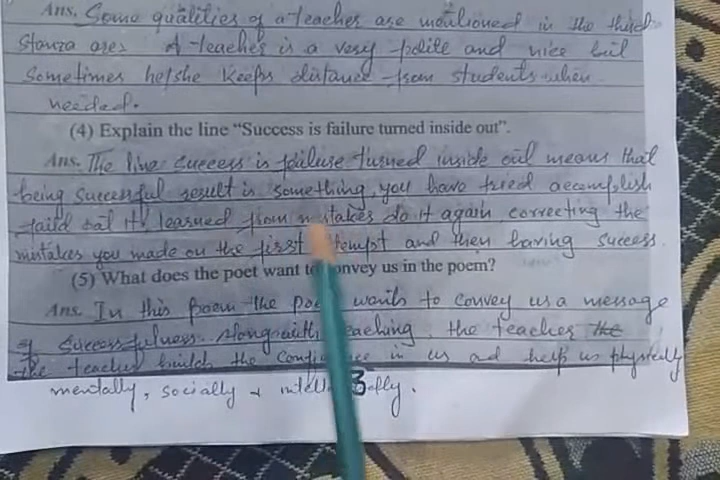 Ans. Some qualities of a teacher are mentioned in the third
stanza are: A teacher is a very polite and nice but
Sometimes he/she keeps distance from students when
needed.
(4) Explain the line “Success is failure turned inside out”.
Ans. The line success is failure turned inside out means that
being successful result is something, you have tried accomplish
faild at it, learned from mistakes do it again, correcting the
mistakes you made on the first and then having success.
(5) What does the poet want to convey us in the poem?
Ans. In this poem the wants to convey us a message
of Successfulness. Along with teaching the teacher the
the teacher builds the in us and help us physically
mentally, socially +
3